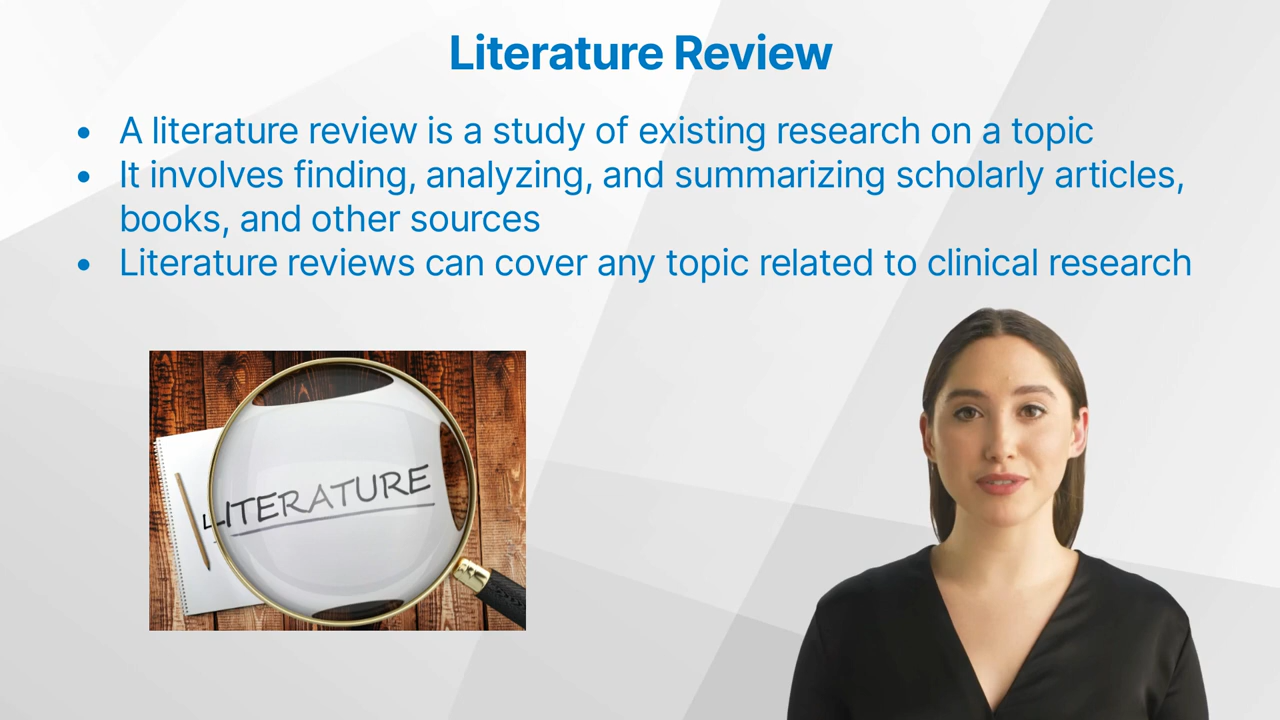 Literature Review
• A literature review is a study of existing research on a topic
• It involves finding, analyzing, and summarizing scholarly articles,
books, and other sources
• Literature reviews can cover any topic related to clinical research
LITERATURE